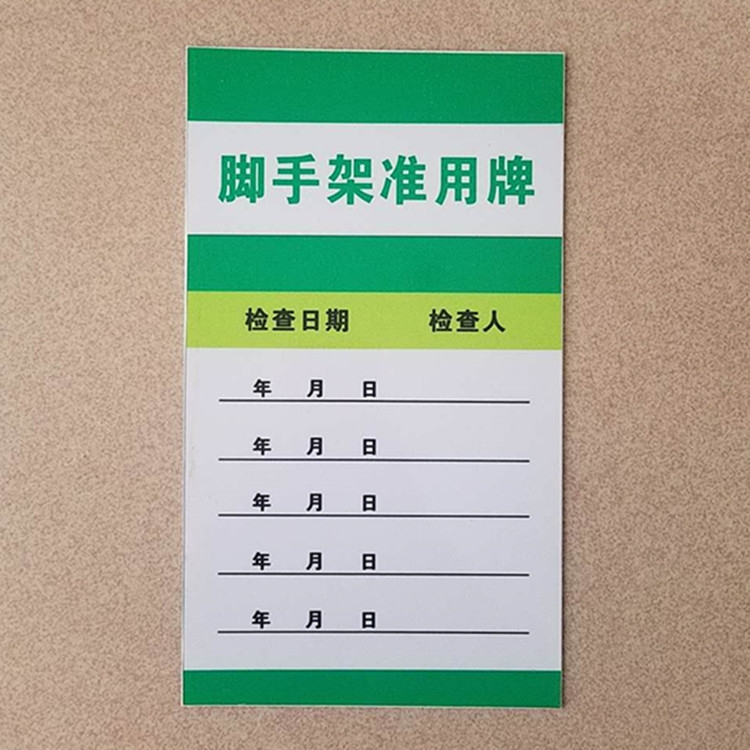 脚手架准用牌
检查日期 检查人
年 月 日
年 月 日
年 月 日
年 月 日
年 月 日